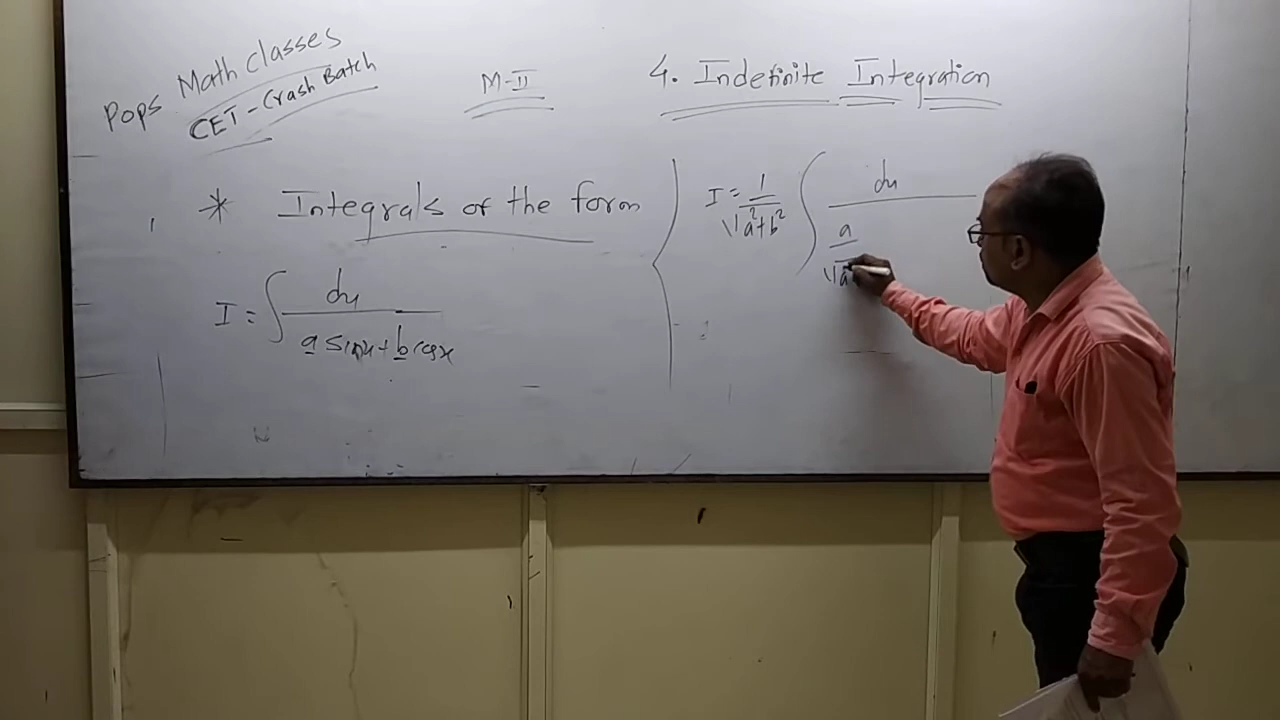 Pops Math Classes
CET - Crash Batch
M-II
4. Indefinite Integration
* Integrals of the form
I = ∫ dx / a sinx + b cosx
I = 1/√a²+b² ∫ dx / a/√a